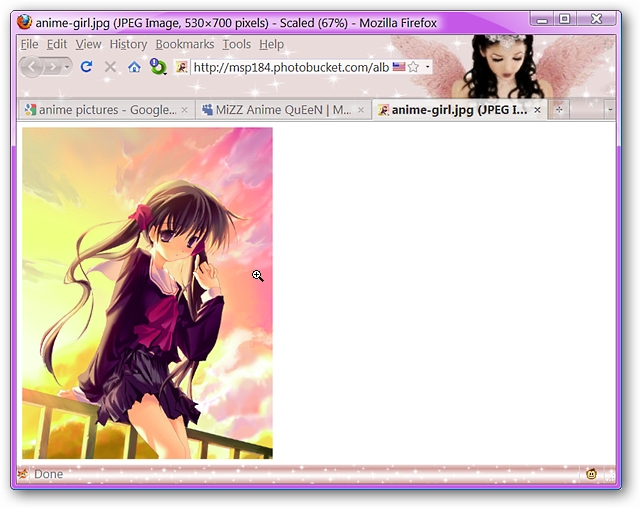 anime-girl.jpg (JPEG Image, 530×700 pixels) - Scaled (67%) - Mozilla Firefox
File Edit View History Bookmarks Tools Help
http://msp184.photobucket.com/alb
anime pictures - Google... MiZZ Anime QuEeN | M... anime-girl.jpg (JPEG I...
Done